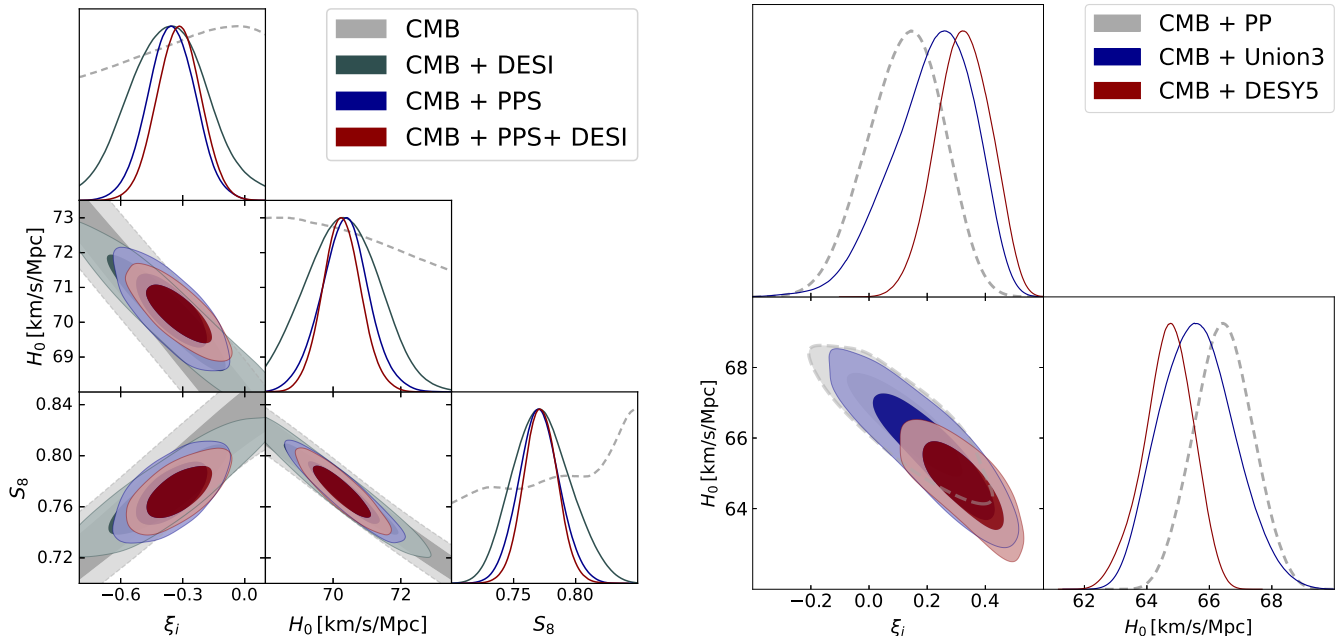 CMB
CMB + DESI
CMB + PPS
CMB + PPS+ DESI
73
72
71
70
69
H₀ [km/s/Mpc]
0.84
0.80
0.76
0.72
S₈
−0.6
−0.3
0.0
ξᵢ
70
72
H₀ [km/s/Mpc]
0.75
0.80
S₈
CMB + PP
CMB + Union3
CMB + DESY5
68
66
64
H₀ [km/s/Mpc]
−0.2
0.0
0.2
0.4
ξᵢ
62
64
66
68
H₀ [km/s/Mpc]